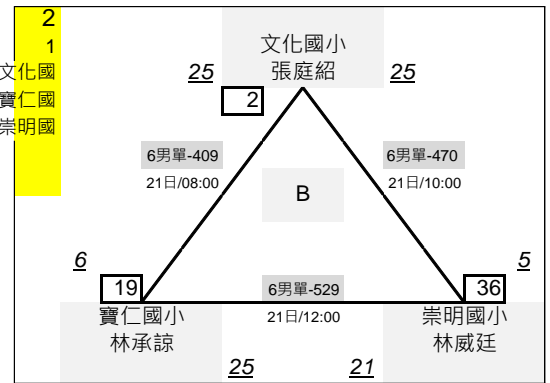 2
1
文化國
寶仁國
崇明國
文化國小
張庭紹
25
25
2
6男單-409
21日/08:00
6男單-470
21日/10:00
B
6
5
19
36
6男單-529
21日/12:00
寶仁國小
林承諒
崇明國小
林威廷
25
21